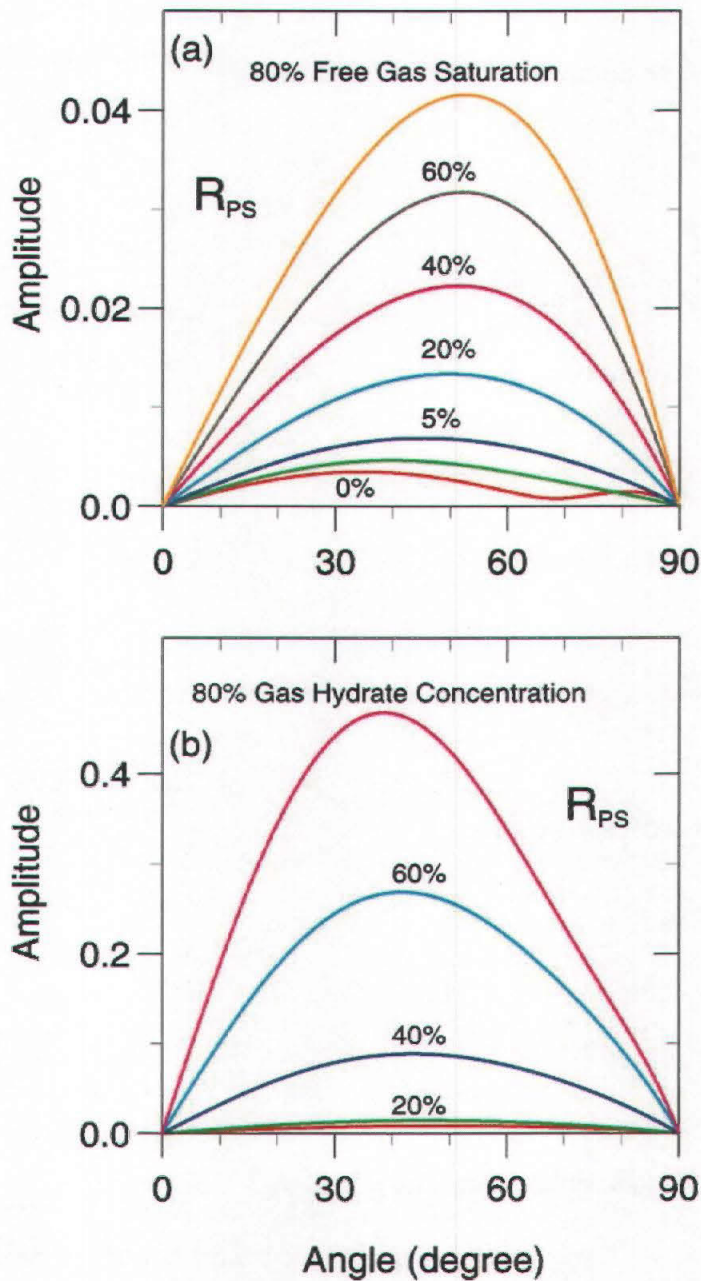 (a)
80% Free Gas Saturation
0.04
60%
R_PS
40%
Amplitude
0.02
20%
5%
0%
0.0
0 30 60 90
80% Gas Hydrate Concentration
(b)
0.4
R_PS
60%
Amplitude
0.2
40%
20%
0.0
0 30 60 90
Angle (degree)